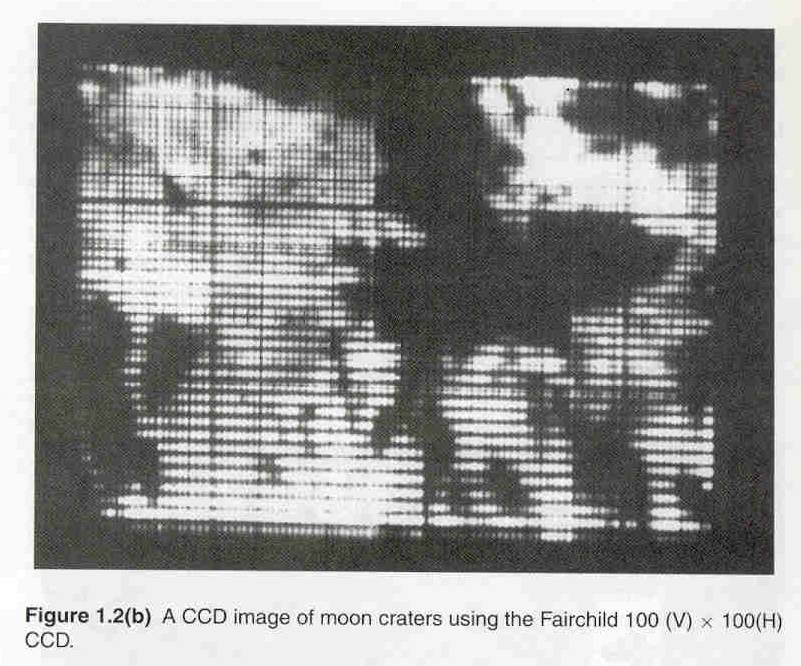 Figure 1.2(b) A CCD image of moon craters using the Fairchild 100 (V) × 100(H)
CCD.